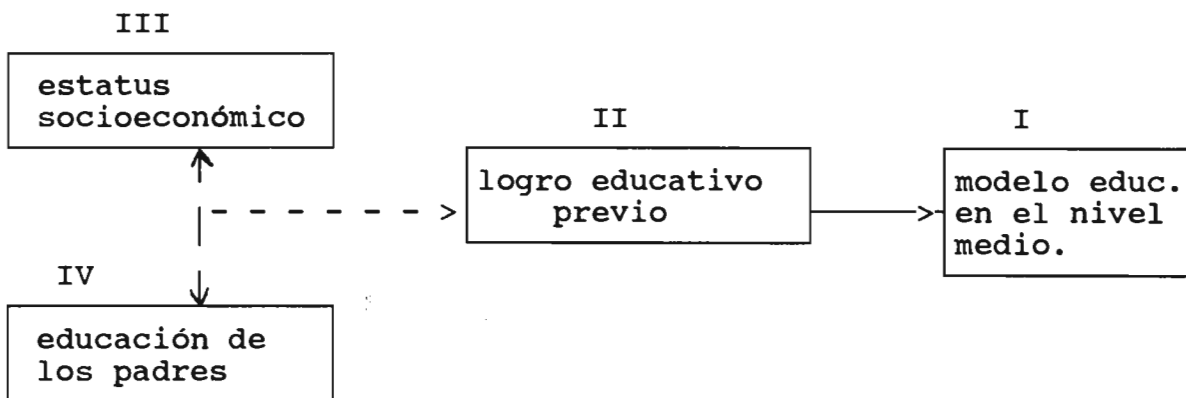 III
estatus
socioeconómico
II
logro educativo
previo
I
modelo educ.
en el nivel
medio.
IV
educación de
los padres